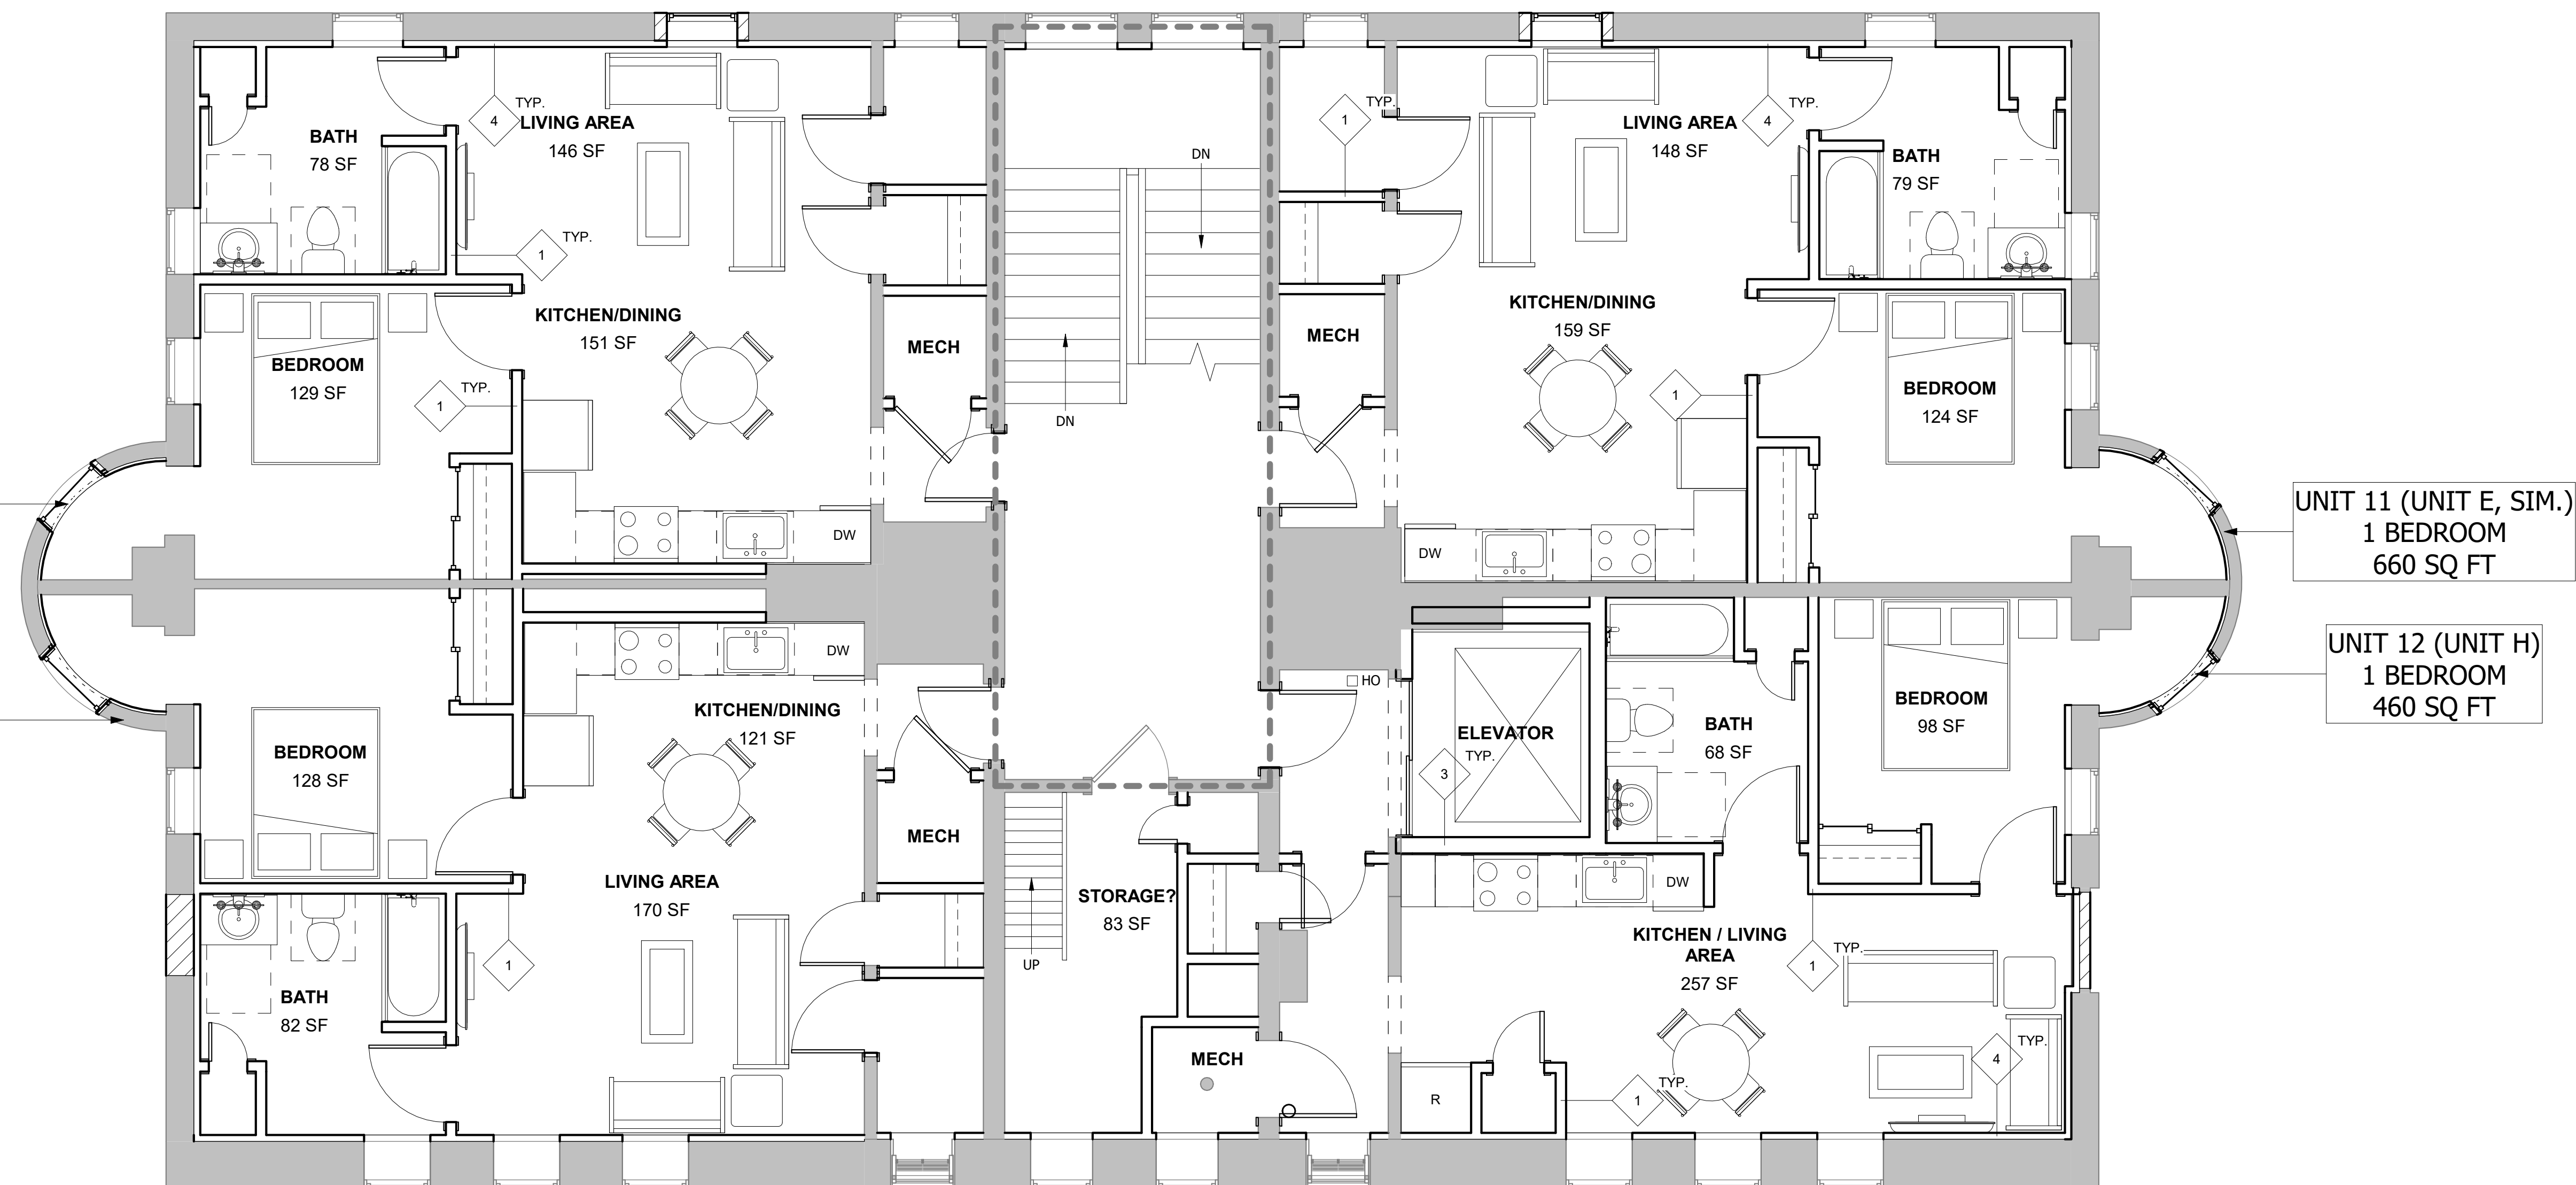 TYP.
4
LIVING AREA
146 SF
BATH
78 SF
1
TYP.
KITCHEN/DINING
151 SF
MECH
BEDROOM
129 SF
1
TYP.
DW
DN
DN
1
TYP.
LIVING AREA
148 SF
4
TYP.
BATH
79 SF
KITCHEN/DINING
159 SF
MECH
1
BEDROOM
124 SF
DW
UNIT 11 (UNIT E, SIM.)
1 BEDROOM
660 SQ FT
UNIT 12 (UNIT H)
1 BEDROOM
460 SQ FT
DW
KITCHEN/DINING
121 SF
BEDROOM
128 SF
MECH
LIVING AREA
170 SF
1
BATH
82 SF
STORAGE?
83 SF
UP
MECH
HO
ELEVATOR
TYP.
3
BATH
68 SF
BEDROOM
98 SF
DW
KITCHEN / LIVING
AREA
257 SF
TYP.
1
TYP.
4
TYP.
1
R